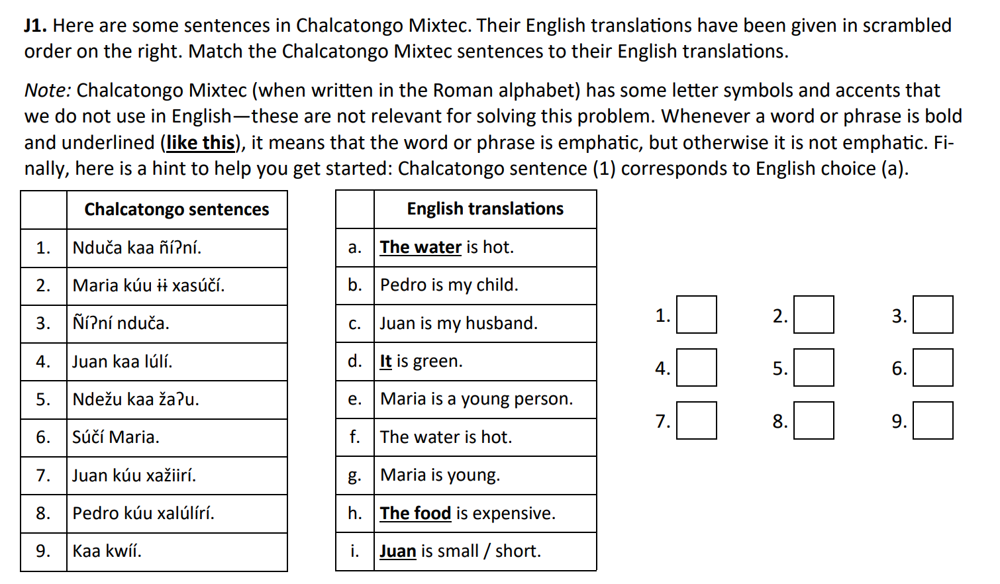 J1. Here are some sentences in Chalcatongo Mixtec. Their English translations have been given in scrambled
order on the right. Match the Chalcatongo Mixtec sentences to their English translations.
Note: Chalcatongo Mixtec (when written in the Roman alphabet) has some letter symbols and accents that
we do not use in English—these are not relevant for solving this problem. Whenever a word or phrase is bold
and underlined (like this), it means that the word or phrase is emphatic, but otherwise it is not emphatic. Fi-
nally, here is a hint to help you get started: Chalcatongo sentence (1) corresponds to English choice (a).
Chalcatongo sentences
1. Nduča kaa ñíʔní.
2. Maria kúu ɨɨ xasúčí.
3. Ñíʔní nduča.
4. Juan kaa lúlí.
5. Ndežu kaa žaʔu.
6. Súčí Maria.
7. Juan kúu xažiirí.
8. Pedro kúu xalúlírí.
9. Kaa kwíí.
English translations
a. The water is hot.
b. Pedro is my child.
c. Juan is my husband.
d. It is green.
e. Maria is a young person.
f. The water is hot.
g. Maria is young.
h. The food is expensive.
i. Juan is small / short.
1. 2. 3.
4. 5. 6.
7. 8. 9.